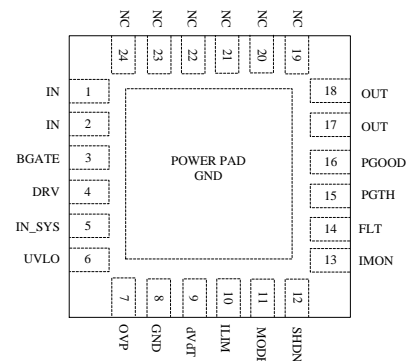 NC NC NC NC NC NC
24 23 22 21 20 19
IN 1 18 OUT
IN 2 17 OUT
BGATE 3 16 PGOOD
POWER PAD
GND
DRV 4 15 PGTH
IN_SYS 5 14 FLT
UVLO 6 13 IMON
7 8 9 10 11 12
OVP GND dVdT ILIM MODE SHDN